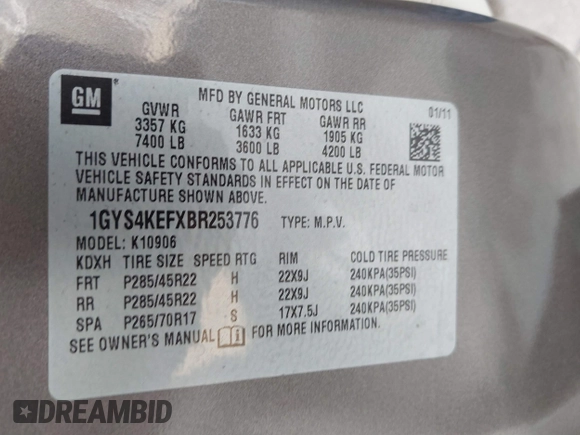 GM
MFD BY GENERAL MOTORS LLC
01/11
GVWR GAWR FRT GAWR RR
3357 KG 1633 KG 1905 KG
7400 LB 3600 LB 4200 LB
THIS VEHICLE CONFORMS TO ALL APPLICABLE U.S. FEDERAL MOTOR
VEHICLE SAFETY STANDARDS IN EFFECT ON THE DATE OF
MANUFACTURE SHOWN ABOVE.
1GYS4KEFXBR253776 TYPE: M.P.V.
MODEL: K10906
KDXH TIRE SIZE SPEED RTG RIM COLD TIRE PRESSURE
FRT P285/45R22 H 22X9J 240KPA(35PSI)
RR P285/45R22 H 22X9J 240KPA(35PSI)
SPA P265/70R17 S 17X7.5J 240KPA(35PSI)
SEE OWNER'S MANUAL FOR MORE INFORMATION.
DREAMBID